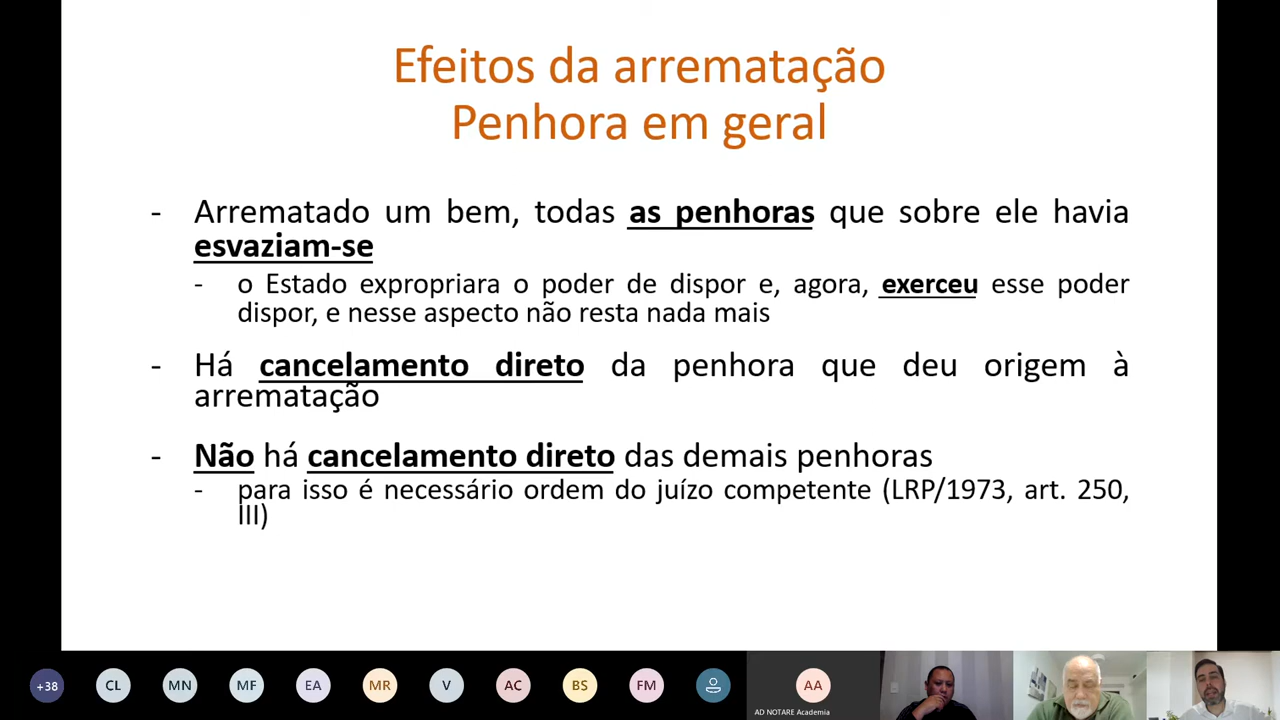 Efeitos da arrematação
Penhora em geral
- Arrematado um bem, todas as penhoras que sobre ele havia
esvaziam-se
- o Estado expropriara o poder de dispor e, agora, exerceu esse poder
dispor, e nesse aspecto não resta nada mais
- Há cancelamento direto da penhora que deu origem à
arrematação
- Não há cancelamento direto das demais penhoras
- para isso é necessário ordem do juízo competente (LRP/1973, art. 250,
III)
+38 CL MN MF EA MR V AC BS FM AA
AD NOTARE Academia